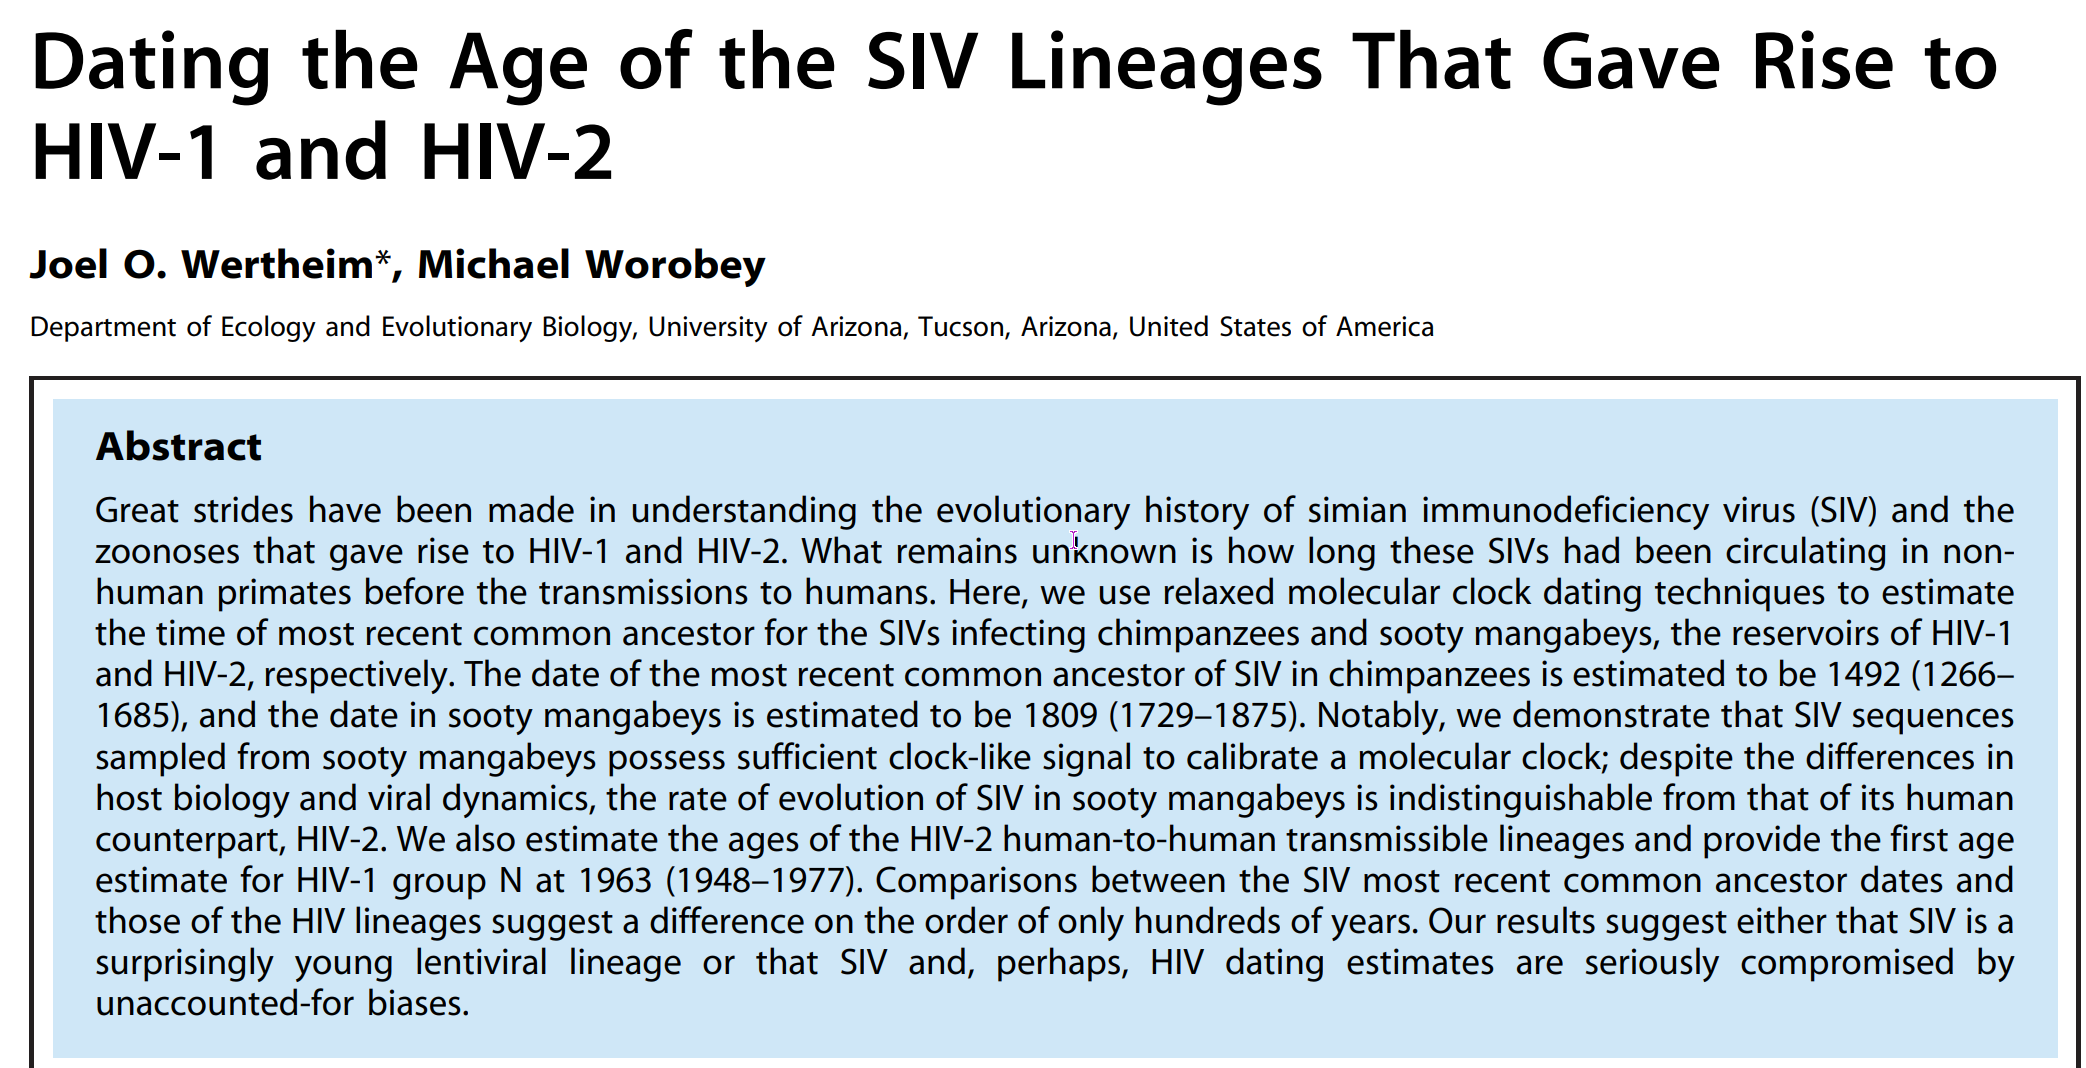 Dating the Age of the SIV Lineages That Gave Rise to
HIV-1 and HIV-2
Joel O. Wertheim*, Michael Worobey
Department of Ecology and Evolutionary Biology, University of Arizona, Tucson, Arizona, United States of America
Abstract
Great strides have been made in understanding the evolutionary history of simian immunodeficiency virus (SIV) and the
zoonoses that gave rise to HIV-1 and HIV-2. What remains unknown is how long these SIVs had been circulating in non-
human primates before the transmissions to humans. Here, we use relaxed molecular clock dating techniques to estimate
the time of most recent common ancestor for the SIVs infecting chimpanzees and sooty mangabeys, the reservoirs of HIV-1
and HIV-2, respectively. The date of the most recent common ancestor of SIV in chimpanzees is estimated to be 1492 (1266–
1685), and the date in sooty mangabeys is estimated to be 1809 (1729–1875). Notably, we demonstrate that SIV sequences
sampled from sooty mangabeys possess sufficient clock-like signal to calibrate a molecular clock; despite the differences in
host biology and viral dynamics, the rate of evolution of SIV in sooty mangabeys is indistinguishable from that of its human
counterpart, HIV-2. We also estimate the ages of the HIV-2 human-to-human transmissible lineages and provide the first age
estimate for HIV-1 group N at 1963 (1948–1977). Comparisons between the SIV most recent common ancestor dates and
those of the HIV lineages suggest a difference on the order of only hundreds of years. Our results suggest either that SIV is a
surprisingly young lentiviral lineage or that SIV and, perhaps, HIV dating estimates are seriously compromised by
unaccounted-for biases.